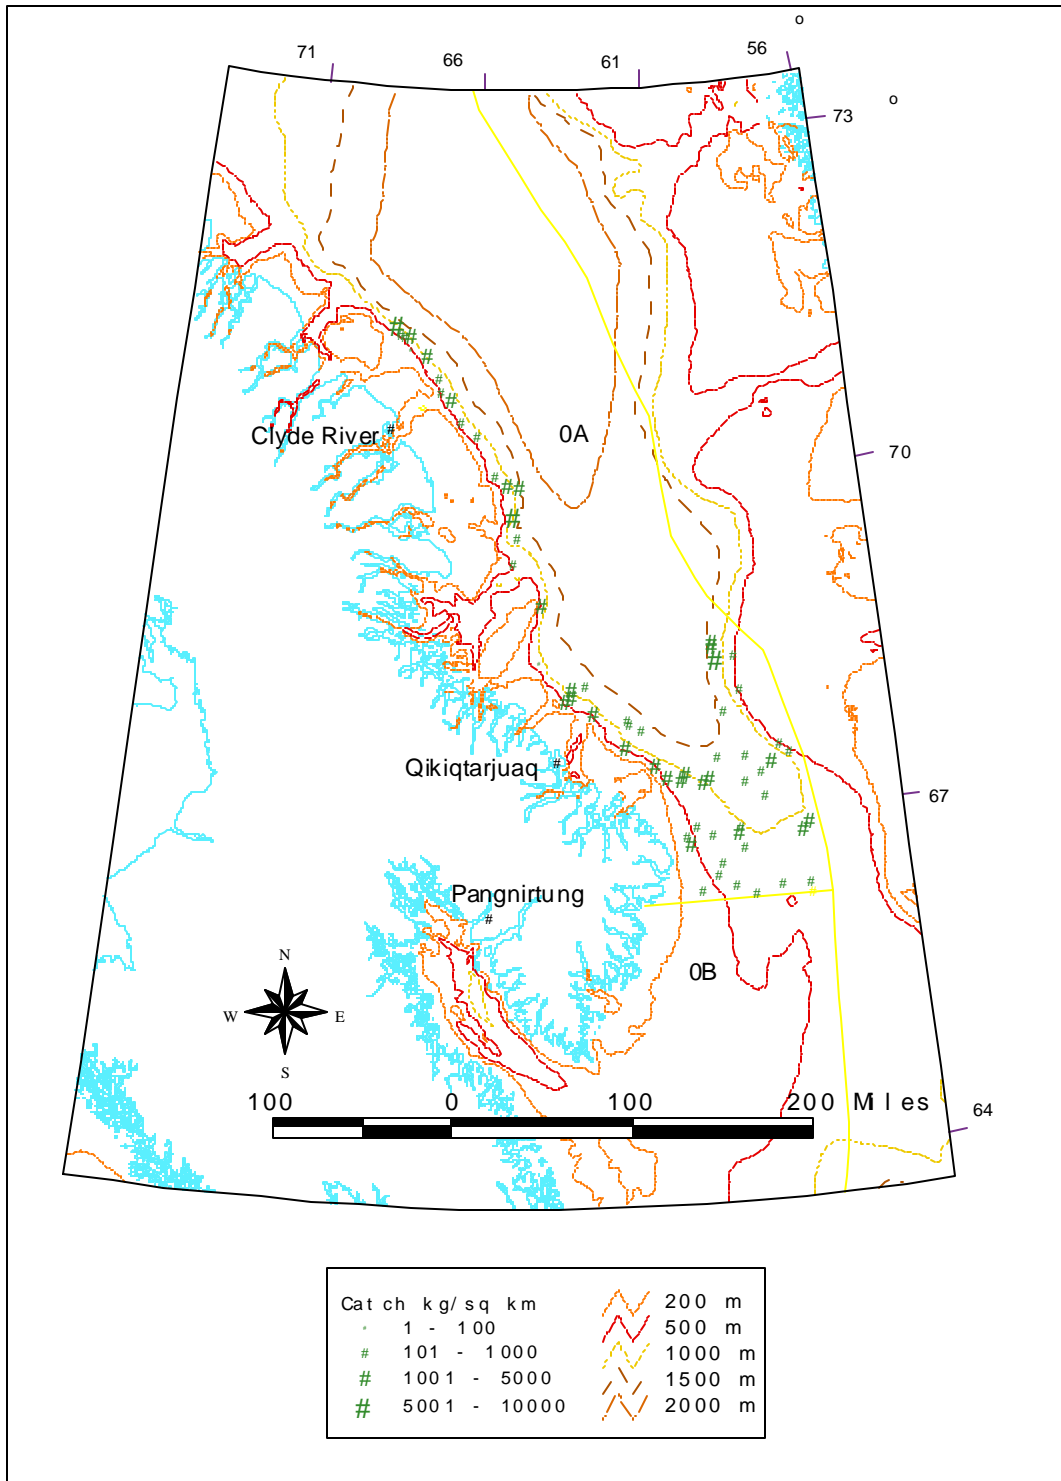 o
71 66 61 56
o
73
Clyde River #
0A
70
Qikiqtarjuaq #
67
Pangnirtung
#
0B
N
W E
S
100 0 100 200 Miles
64
Catch kg/sq km
1 - 100
# 101 - 1000
# 1001 - 5000
# 5001 - 10000
200 m
500 m
1000 m
1500 m
2000 m